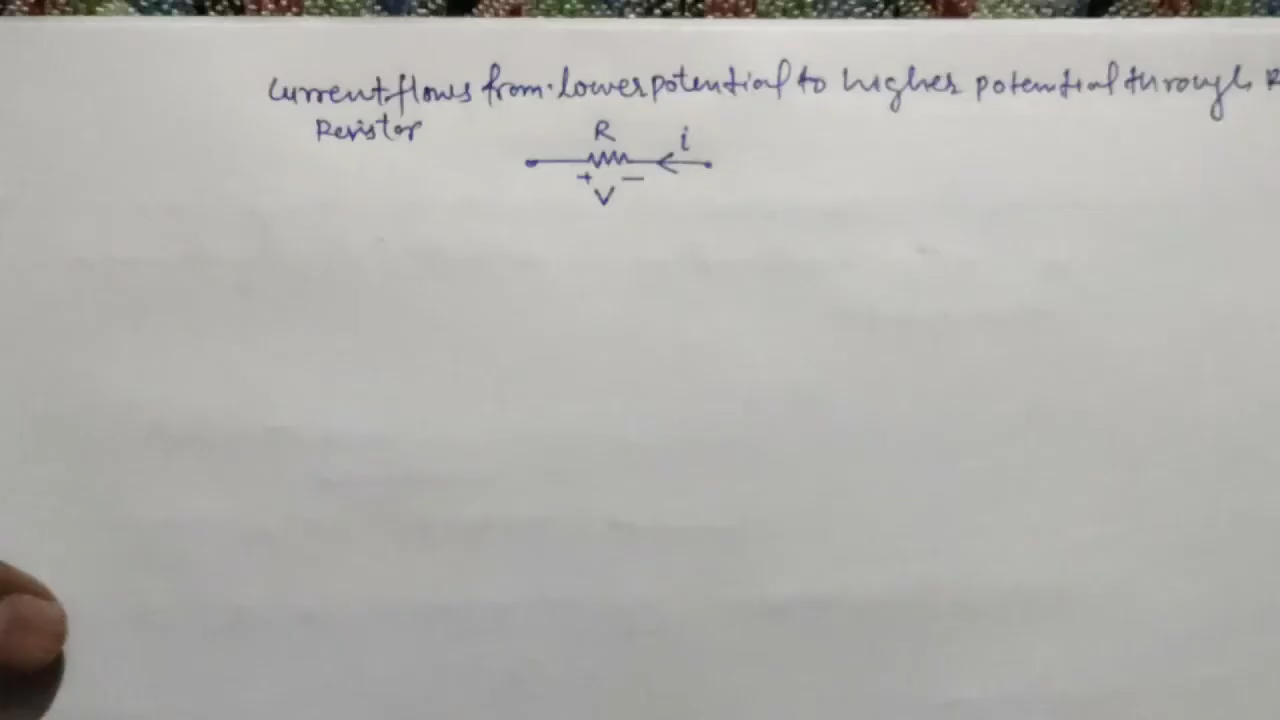 Current flows from lower potential to higher potential through R
Resistor
R
i
+ −
V